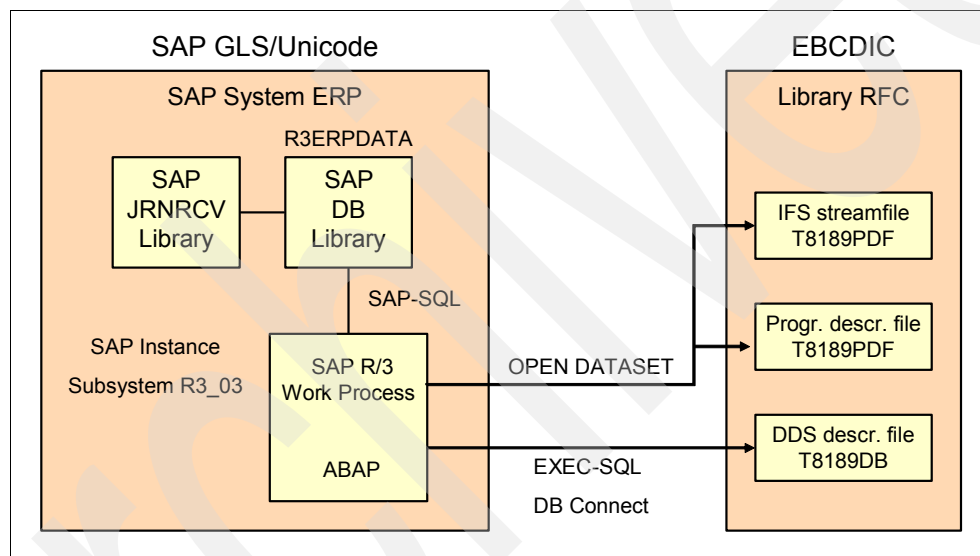 SAP GLS/Unicode
EBCDIC
SAP System ERP
Library RFC
R3ERPDATA
SAP
JRNRCV
Library
SAP
DB
Library
SAP-SQL
SAP Instance
Subsystem R3_03
SAP R/3
Work Process
ABAP
OPEN DATASET
EXEC-SQL
DB Connect
IFS streamfile
T8189PDF
Progr. descr. file
T8189PDF
DDS descr. file
T8189DB